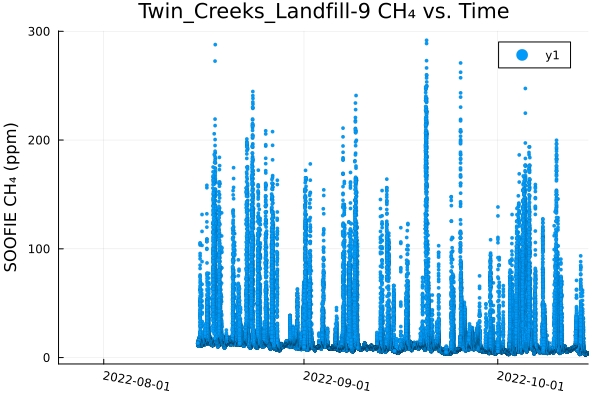 Twin_Creeks_Landfill-9 CH₄ vs. Time
SOOFIE CH₄ (ppm)
300
200
100
0
y1
2022-08-01
2022-09-01
2022-10-01